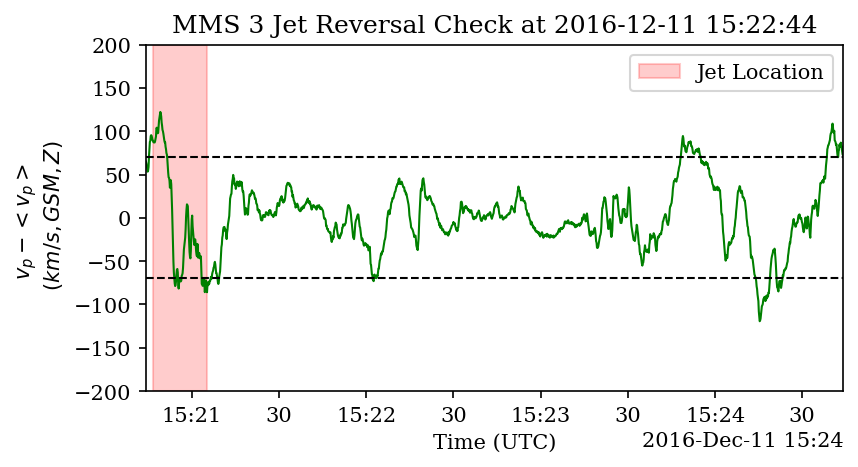 MMS 3 Jet Reversal Check at 2016-12-11 15:22:44
200
150
100
50
0
−50
−100
−150
−200
v_p − < v_p >
(km/s, GSM, Z)
Jet Location
15:21 30 15:22 30 15:23 30 15:24 30
Time (UTC)
2016-Dec-11 15:24